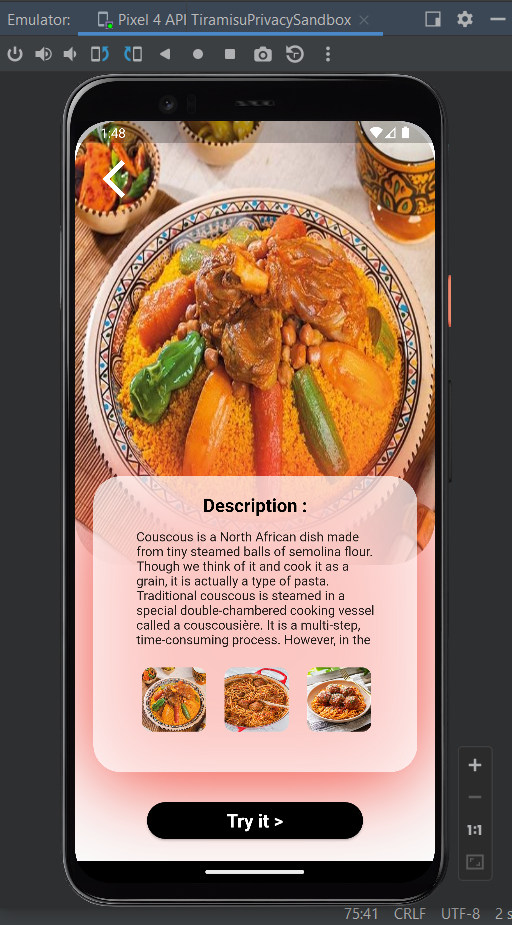 Emulator:
Pixel 4 API TiramisuPrivacySandbox
1:48
Description :
Couscous is a North African dish made
from tiny steamed balls of semolina flour.
Though we think of it and cook it as a
grain, it is actually a type of pasta.
Traditional couscous is steamed in a
special double-chambered cooking vessel
called a couscousière. It is a multi-step,
time-consuming process. However, in the
Try it >
1:1
75:41 CRLF UTF-8 2 s